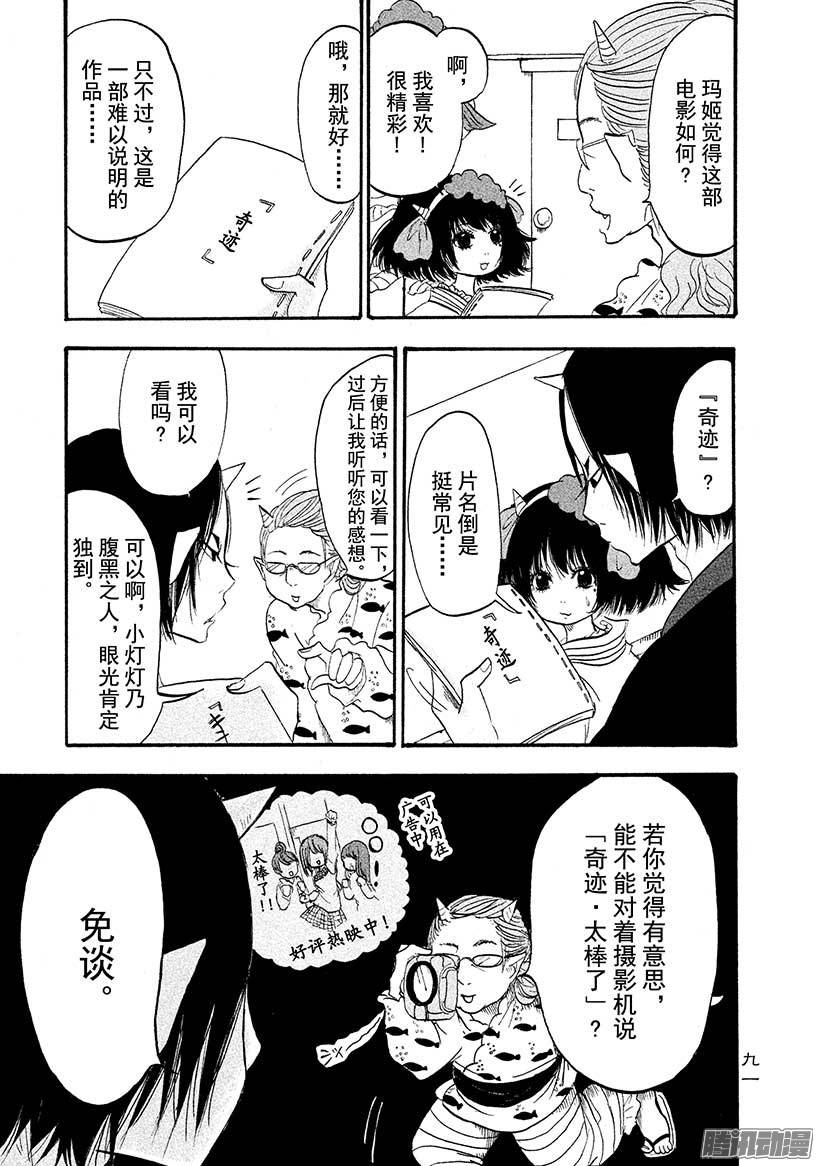 玛姬觉得这部
电影如何?
啊,
我喜欢!
很精彩!
哦,那就好……
只不过,这是
一部难以说明的
作品……
『奇迹』
『奇迹』?
片名倒是
挺常见……
『奇迹』
方便的话,可以看一下,
过后让我听听您的感想。
我可以
看吗?
可以啊,小灯灯乃
腹黑之人,眼光肯定
独到。
若你觉得有意思,
能不能对着摄影机说
「奇迹·太棒了」?
可以用在
广告中
太棒了!!
好评热映中!
免谈。
九一
腾讯动漫